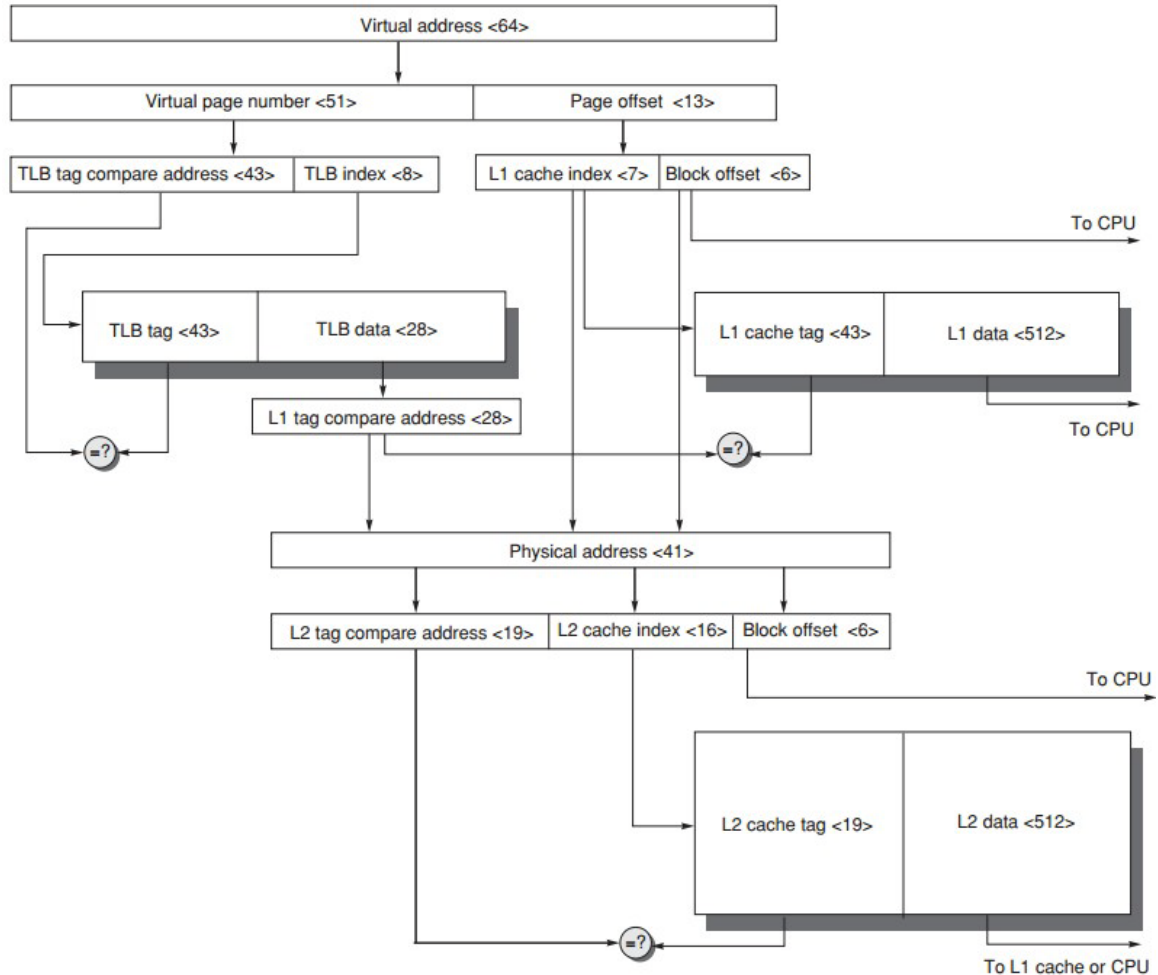 Virtual address <64>
Virtual page number <51> Page offset <13>
TLB tag compare address <43> TLB index <8> L1 cache index <7> Block offset <6>
To CPU
TLB tag <43> TLB data <28> L1 cache tag <43> L1 data <512>
L1 tag compare address <28>
To CPU
=? =?
Physical address <41>
L2 tag compare address <19> L2 cache index <16> Block offset <6>
To CPU
L2 cache tag <19> L2 data <512>
=?
To L1 cache or CPU